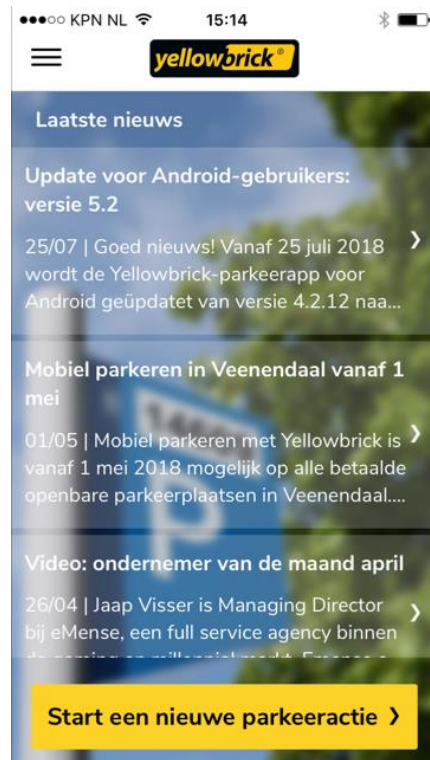 KPN NL 15:14
yellowbrick®
Laatste nieuws
Update voor Android-gebruikers:
versie 5.2
25/07 | Goed nieuws! Vanaf 25 juli 2018
wordt de Yellowbrick-parkeerapp voor
Android geüpdatet van versie 4.2.12 naa...
Mobiel parkeren in Veenendaal vanaf 1
mei
01/05 | Mobiel parkeren met Yellowbrick is
vanaf 1 mei 2018 mogelijk op alle betaalde
openbare parkeerplaatsen in Veenendaal....
Video: ondernemer van de maand april
26/04 | Jaap Visser is Managing Director
bij eMense, een full service agency binnen
Start een nieuwe parkeeractie